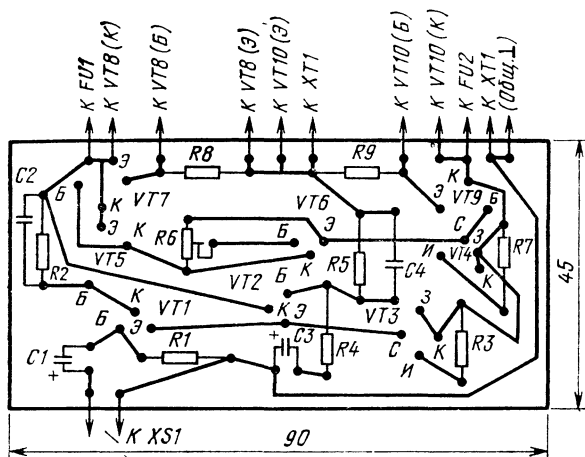 К FU1
К VT8 (К)
К VT8 (Б)
К VT8 (Э)
К VT10 (Э)
К XT1
К VT10 (Б)
К VT10 (К)
К FU2
К XT1
(Общ.⊥)
C2
Э
R8
R9
К
Б
VT7
VT6
Э
VT9
Б
К
С
Э
R6
Б
Э
З
R7
R2
VT5
К
К
И
VT4
К
R5
C4
VT2
Б
Б
К
VT1
К
Э
VT3
З
Б
Э
C3
+
R4
С
К
R3
C1
+
R1
И
К XS1
90
45